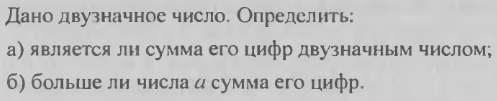 Дано двузначное число. Определить:
а) является ли сумма его цифр двузначным числом;
б) больше ли числа a сумма его цифр.